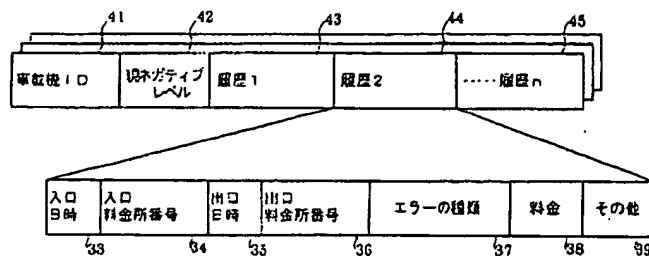 41 42 43 44 45
車載機ID
現ネガティブ
レベル
履歴1
履歴2
‥‥‥履歴n
入口
日時
入口
料金所番号
出口
日時
出口
料金所番号
エラーの種類
料金
その他
33 34 35 36 37 38 39